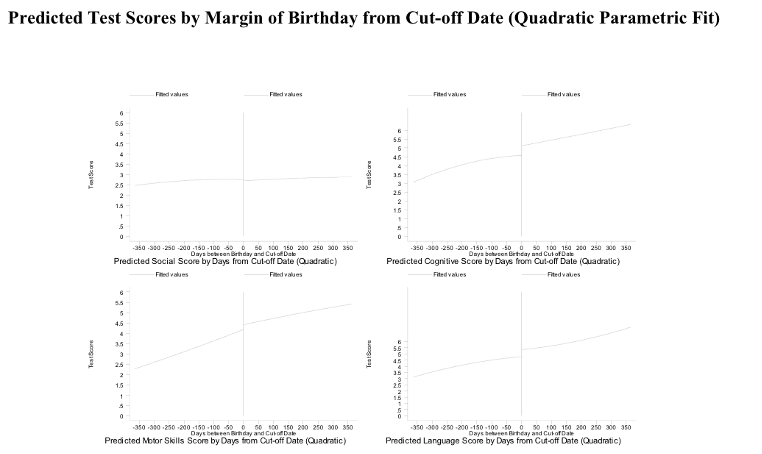 Predicted Test Scores by Margin of Birthday from Cut-off Date (Quadratic Parametric Fit)
Fitted values Fitted values
6
5.5
5
4.5
4
3.5
3
2.5
2
1.5
1
.5
0
TestScore
-350 -300 -250 -200 -150 -100 -50 0 50 100 150 200 250 300 350
Days between Birthday and Cut-off Date
Predicted Social Score by Days from Cut-off Date (Quadratic)
Fitted values Fitted values
6
5.5
5
4.5
4
3.5
3
2.5
2
1.5
1
.5
0
TestScore
-350 -300 -250 -200 -150 -100 -50 0 50 100 150 200 250 300 350
Days between Birthday and Cut-off Date
Predicted Cognitive Score by Days from Cut-off Date (Quadratic)
Fitted values Fitted values
6
5.5
5
4.5
4
3.5
3
2.5
2
1.5
1
.5
0
TestScore
-350 -300 -250 -200 -150 -100 -50 0 50 100 150 200 250 300 350
Days between Birthday and Cut-off Date
Predicted Motor Skills Score by Days from Cut-off Date (Quadratic)
Fitted values Fitted values
6
5.5
5
4.5
4
3.5
3
2.5
2
1.5
1
.5
0
TestScore
-350 -300 -250 -200 -150 -100 -50 0 50 100 150 200 250 300 350
Days between Birthday and Cut-off Date
Predicted Language Score by Days from Cut-off Date (Quadratic)